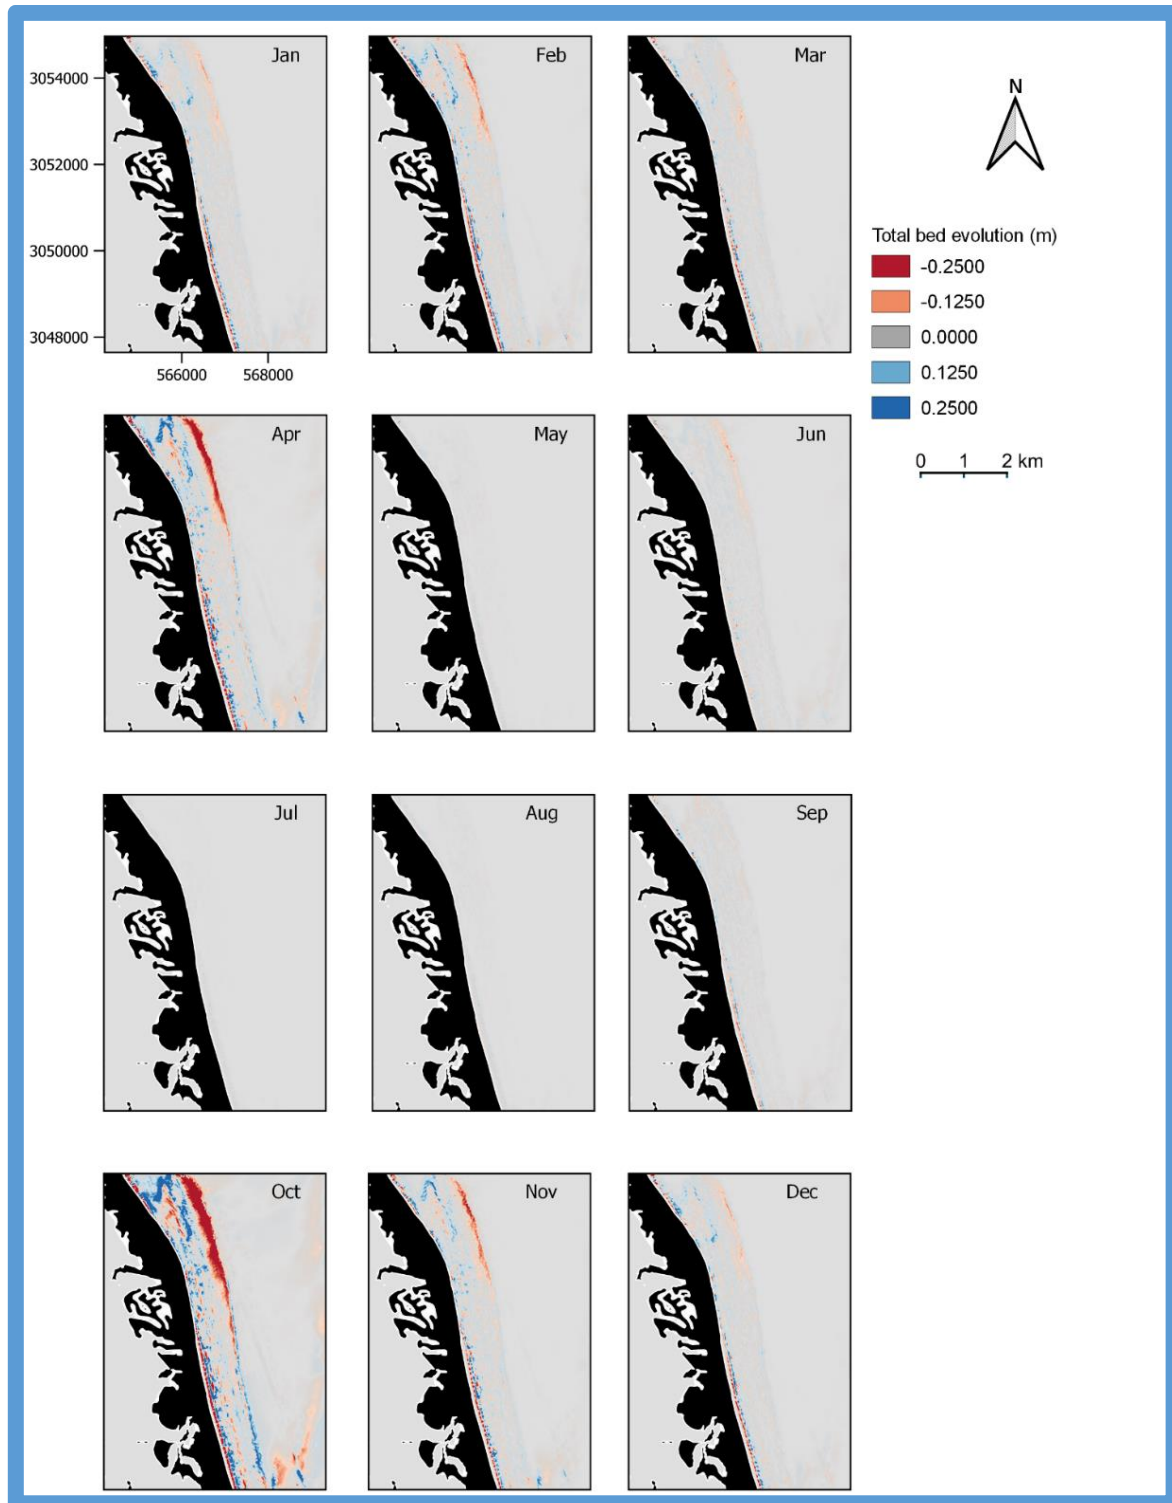 Jan
Feb
Mar
3054000
3052000
3050000
3048000
566000 568000
N
Total bed evolution (m)
-0.2500
-0.1250
0.0000
0.1250
0.2500
0 1 2 km
Apr
May
Jun
Jul
Aug
Sep
Oct
Nov
Dec